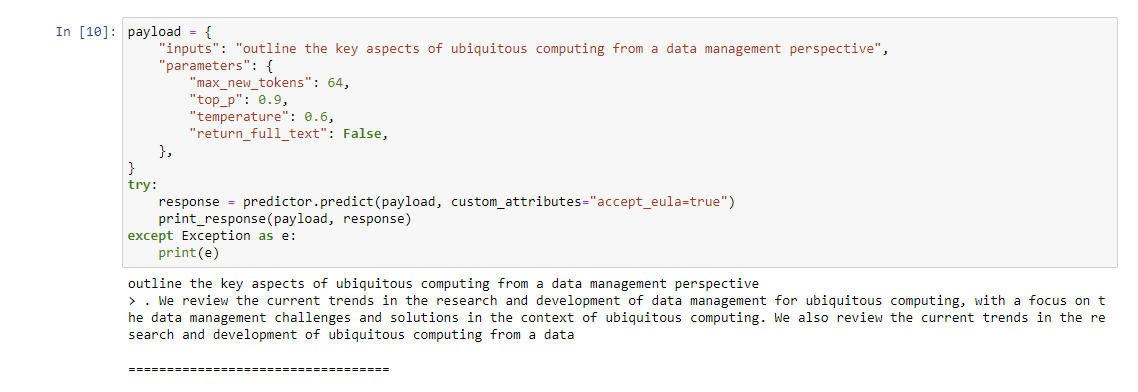 In [10]: payload = {
    "inputs": "outline the key aspects of ubiquitous computing from a data management perspective",
    "parameters": {
        "max_new_tokens": 64,
        "top_p": 0.9,
        "temperature": 0.6,
        "return_full_text": False,
    },
}
try:
    response = predictor.predict(payload, custom_attributes="accept_eula=true")
    print_response(payload, response)
except Exception as e:
    print(e)
outline the key aspects of ubiquitous computing from a data management perspective
> . We review the current trends in the research and development of data management for ubiquitous computing, with a focus on t
he data management challenges and solutions in the context of ubiquitous computing. We also review the current trends in the re
search and development of ubiquitous computing from a data
==================================